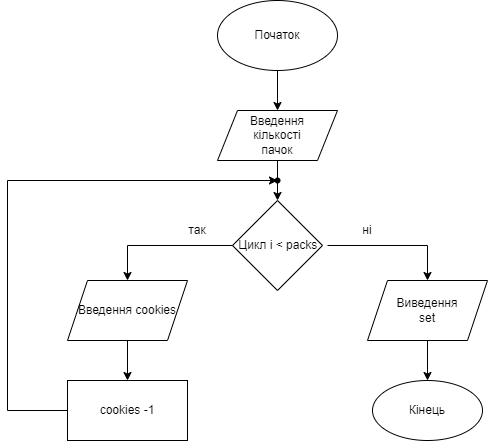 Початок
Введення
кількості
пачок
Цикл i < packs
так
ні
Введення cookies
Виведення
set
cookies -1
Кінець